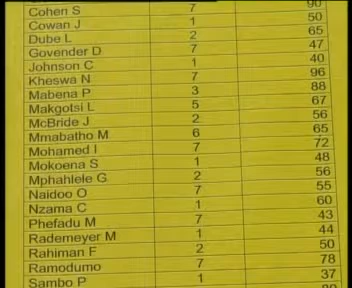 Cohen S 7 90
Cowan J 1 50
Dube L 2 65
Govender D 7 47
Johnson C 1 40
Kheswa N 7 96
Mabena P 3 88
Makgotsi L 5 67
McBride J 2 56
Mmabatho M 6 65
Mohamed I 7 72
Mokoena S 1 48
Mphahlele G 2 56
Naidoo O 7 55
Nzama C 1 60
Phefadu M 7 43
Rademeyer M 1 44
Rahiman F 2 50
Ramodumo 7 78
Sambo P 1 37